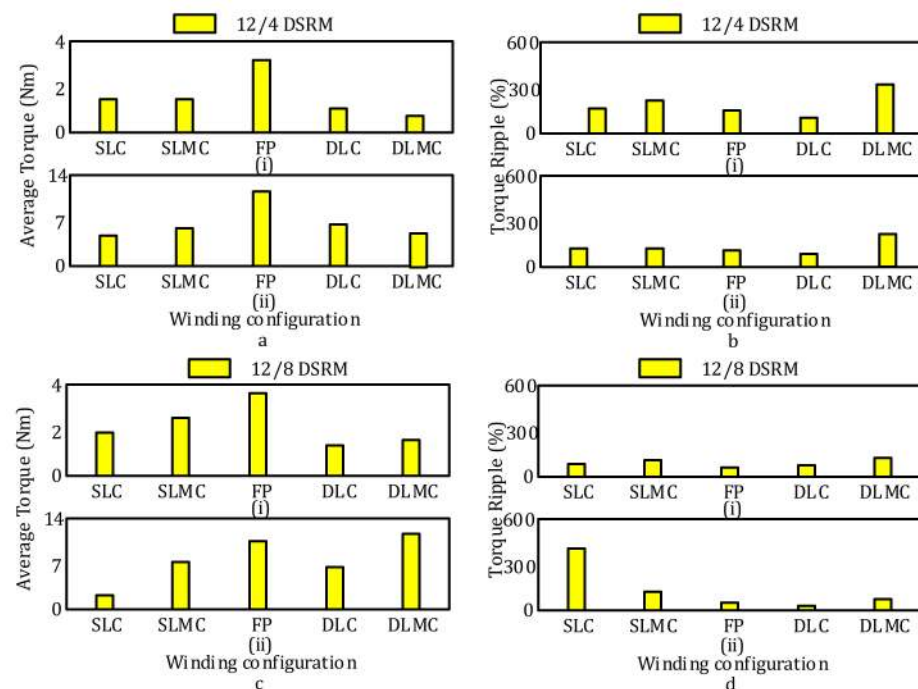 12/4 DSRM
Average Torque (Nm)
4
2
0
SLC SLMC FP DLC DLMC
(i)
14
7
0
SLC SLMC FP DLC DLMC
(ii)
Winding configuration
a
12/4 DSRM
Torque Ripple (%)
600
300
0
SLC SLMC FP DLC DLMC
(i)
600
300
0
SLC SLMC FP DLC DLMC
(ii)
Winding configuration
b
12/8 DSRM
Average Torque (Nm)
4
2
0
SLC SLMC FP DLC DLMC
(i)
14
7
0
SLC SLMC FP DLC DLMC
(ii)
Winding configuration
c
12/8 DSRM
Torque Ripple (%)
600
300
0
SLC SLMC FP DLC DLMC
(i)
600
300
0
SLC SLMC FP DLC DLMC
(ii)
Winding configuration
d